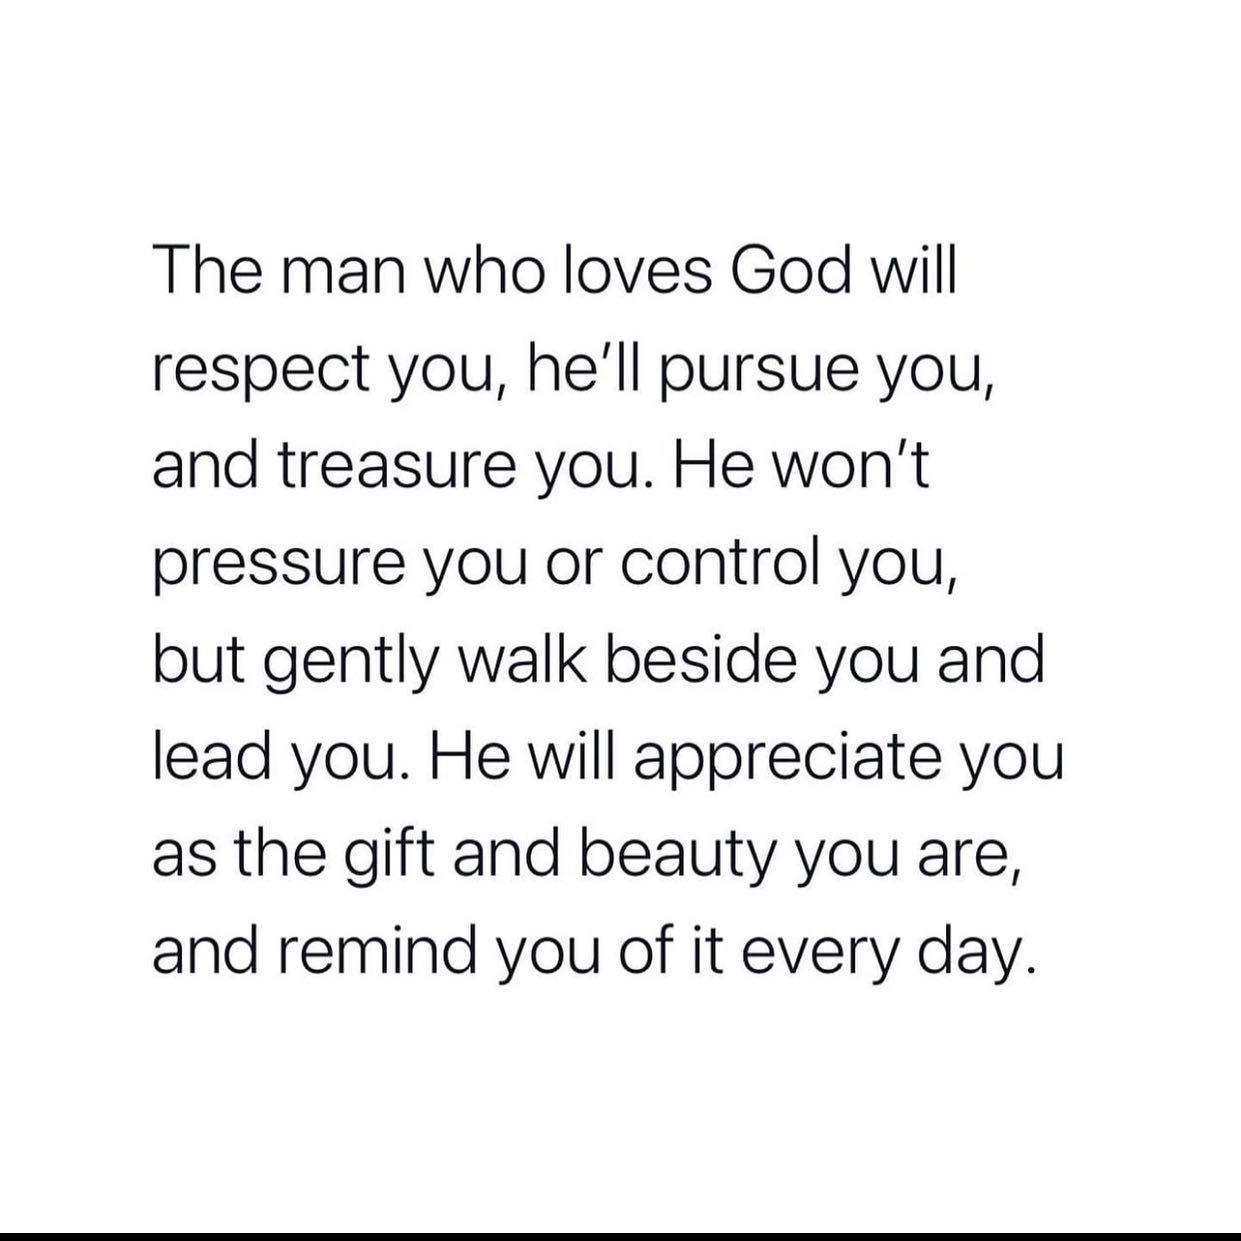 The man who loves God will
respect you, he’ll pursue you,
and treasure you. He won’t
pressure you or control you,
but gently walk beside you and
lead you. He will appreciate you
as the gift and beauty you are,
and remind you of it every day.